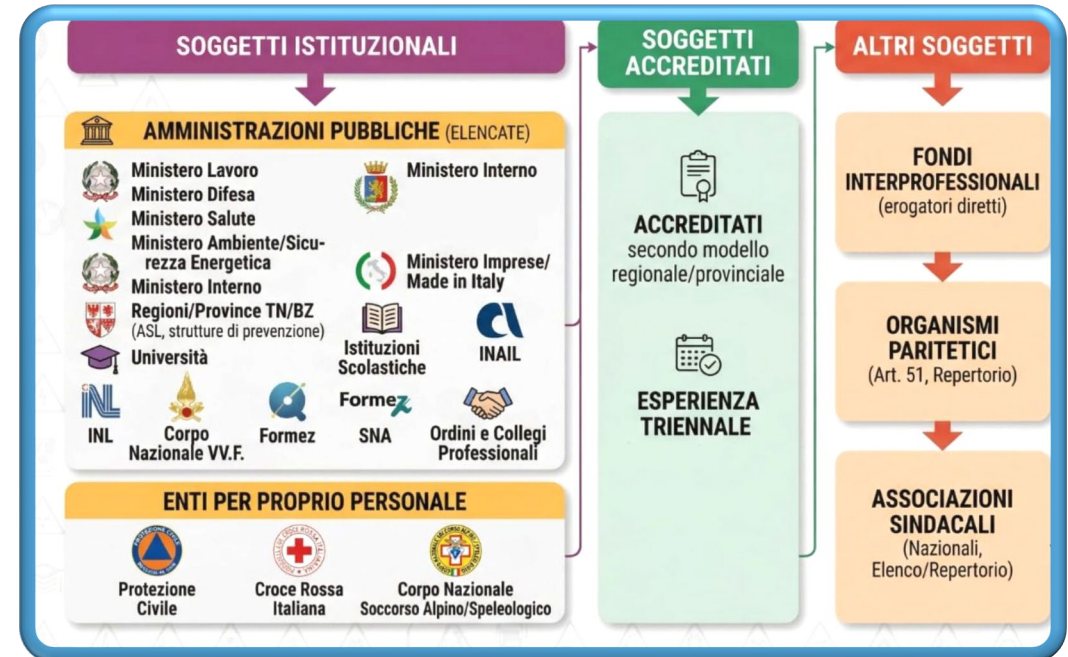 SOGGETTI ISTITUZIONALI
AMMINISTRAZIONI PUBBLICHE (ELENCATE)
Ministero Lavoro
Ministero Difesa
Ministero Salute
Ministero Ambiente/Sicu-
rezza Energetica
Ministero Interno
Regioni/Province TN/BZ
(ASL, strutture di prevenzione)
Università
Ministero Interno
Ministero Imprese/
Made in Italy
Istituzioni
Scolastiche
INAIL
INL
INL
Corpo
Nazionale VV.F.
Formez
Formez
SNA
Ordini e Collegi
Professionali
ENTI PER PROPRIO PERSONALE
PROTEZIONE CIVILE
Protezione
Civile
Croce Rossa
Italiana
Corpo Nazionale
Soccorso Alpino/Speleologico
SOGGETTI
ACCREDITATI
ACCREDITATI
secondo modello
regionale/provinciale
ESPERIENZA
TRIENNALE
ALTRI SOGGETTI
FONDI
INTERPROFESSIONALI
(erogatori diretti)
ORGANISMI
PARITETICI
(Art. 51, Repertorio)
ASSOCIAZIONI
SINDACALI
(Nazionali,
Elenco/Repertorio)